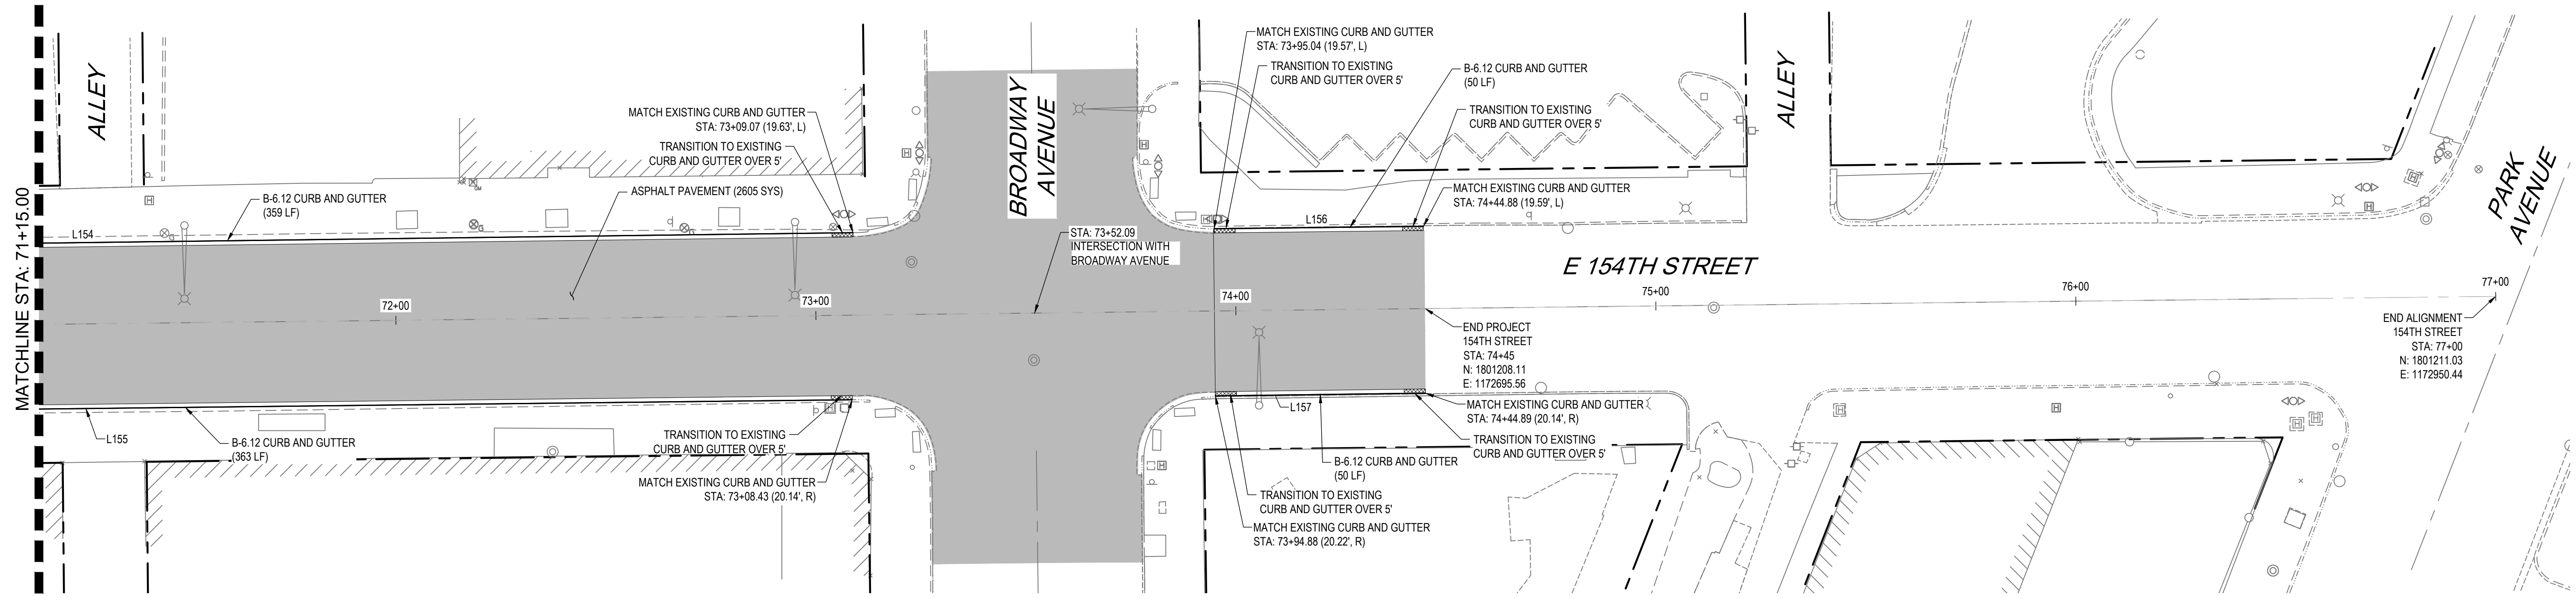 MATCHLINE STA: 71+15.00
ALLEY
L154
B-6.12 CURB AND GUTTER
(359 LF)
MATCH EXISTING CURB AND GUTTER
STA: 73+09.07 (19.63', L)
TRANSITION TO EXISTING
CURB AND GUTTER OVER 5'
ASPHALT PAVEMENT (2605 SYS)
72+00
73+00
L155
B-6.12 CURB AND GUTTER
(363 LF)
TRANSITION TO EXISTING
CURB AND GUTTER OVER 5'
MATCH EXISTING CURB AND GUTTER
STA: 73+08.43 (20.14', R)
BROADWAY
AVENUE
STA: 73+52.09
INTERSECTION WITH
BROADWAY AVENUE
MATCH EXISTING CURB AND GUTTER
STA: 73+95.04 (19.57', L)
TRANSITION TO EXISTING
CURB AND GUTTER OVER 5'
B-6.12 CURB AND GUTTER
(50 LF)
TRANSITION TO EXISTING
CURB AND GUTTER OVER 5'
MATCH EXISTING CURB AND GUTTER
STA: 74+44.88 (19.59', L)
L156
74+00
E 154TH STREET
END PROJECT
154TH STREET
STA: 74+45
N: 1801208.11
E: 1172695.56
MATCH EXISTING CURB AND GUTTER
STA: 74+44.89 (20.14', R)
TRANSITION TO EXISTING
CURB AND GUTTER OVER 5'
L157
B-6.12 CURB AND GUTTER
(50 LF)
TRANSITION TO EXISTING
CURB AND GUTTER OVER 5'
MATCH EXISTING CURB AND GUTTER
STA: 73+94.88 (20.22', R)
ALLEY
75+00
76+00
77+00
PARK
AVENUE
END ALIGNMENT
154TH STREET
STA: 77+00
N: 1801211.03
E: 1172950.44